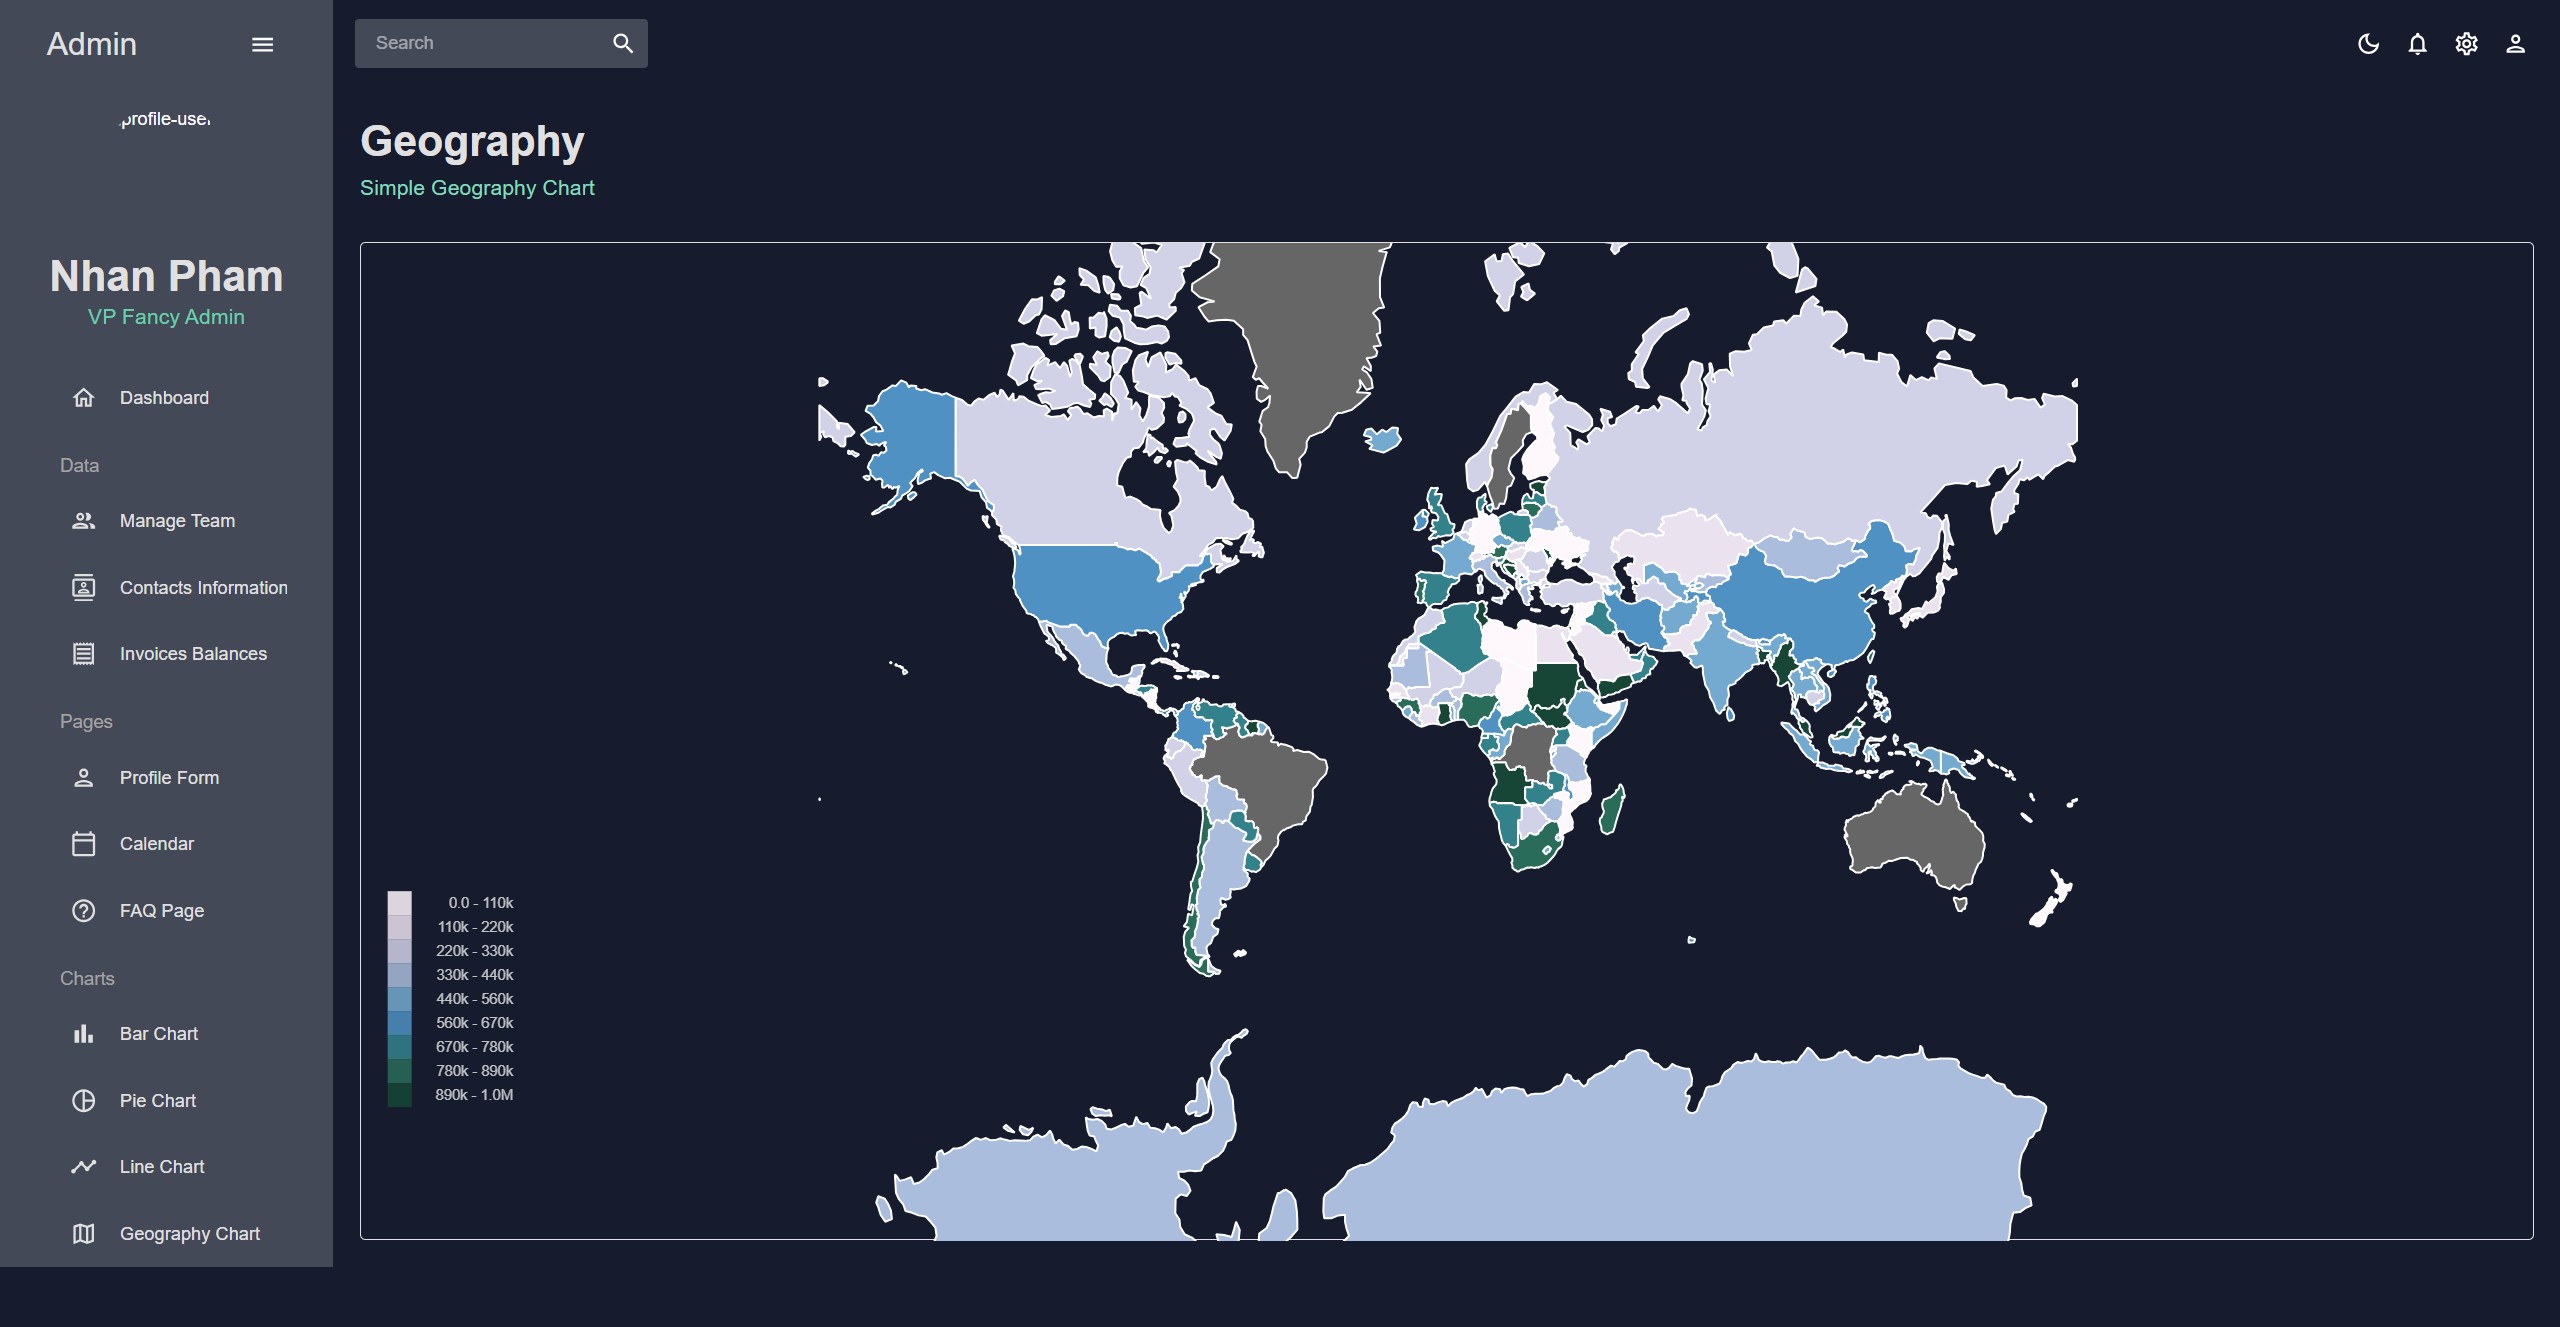 Admin
Search
profile-user
Geography
Simple Geography Chart
Nhan Pham
VP Fancy Admin
Dashboard
Data
Manage Team
Contacts Information
Invoices Balances
Pages
Profile Form
Calendar
FAQ Page
Charts
Bar Chart
Pie Chart
Line Chart
Geography Chart
0.0 - 110k
110k - 220k
220k - 330k
330k - 440k
440k - 560k
560k - 670k
670k - 780k
780k - 890k
890k - 1.0M